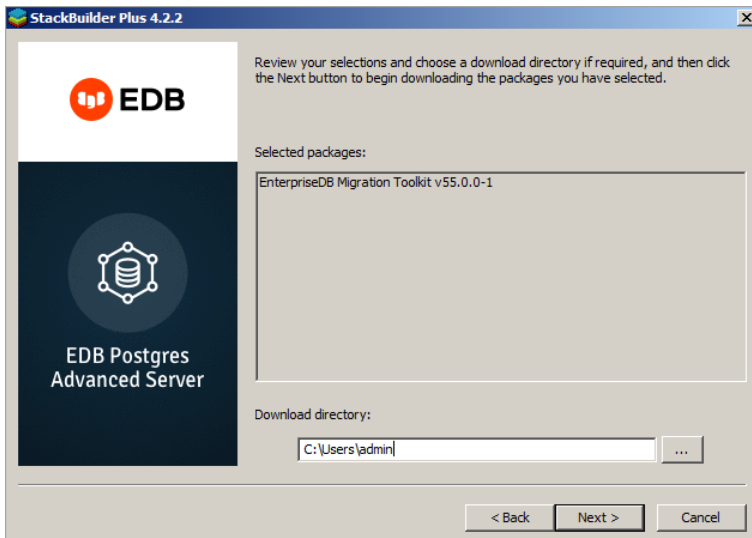 StackBuilder Plus 4.2.2
EDB
Review your selections and choose a download directory if required, and then click
the Next button to begin downloading the packages you have selected.
Selected packages:
EnterpriseDB Migration Toolkit v55.0.0-1
EDB Postgres
Advanced Server
Download directory:
C:\Users\admin
...
< Back
Next >
Cancel